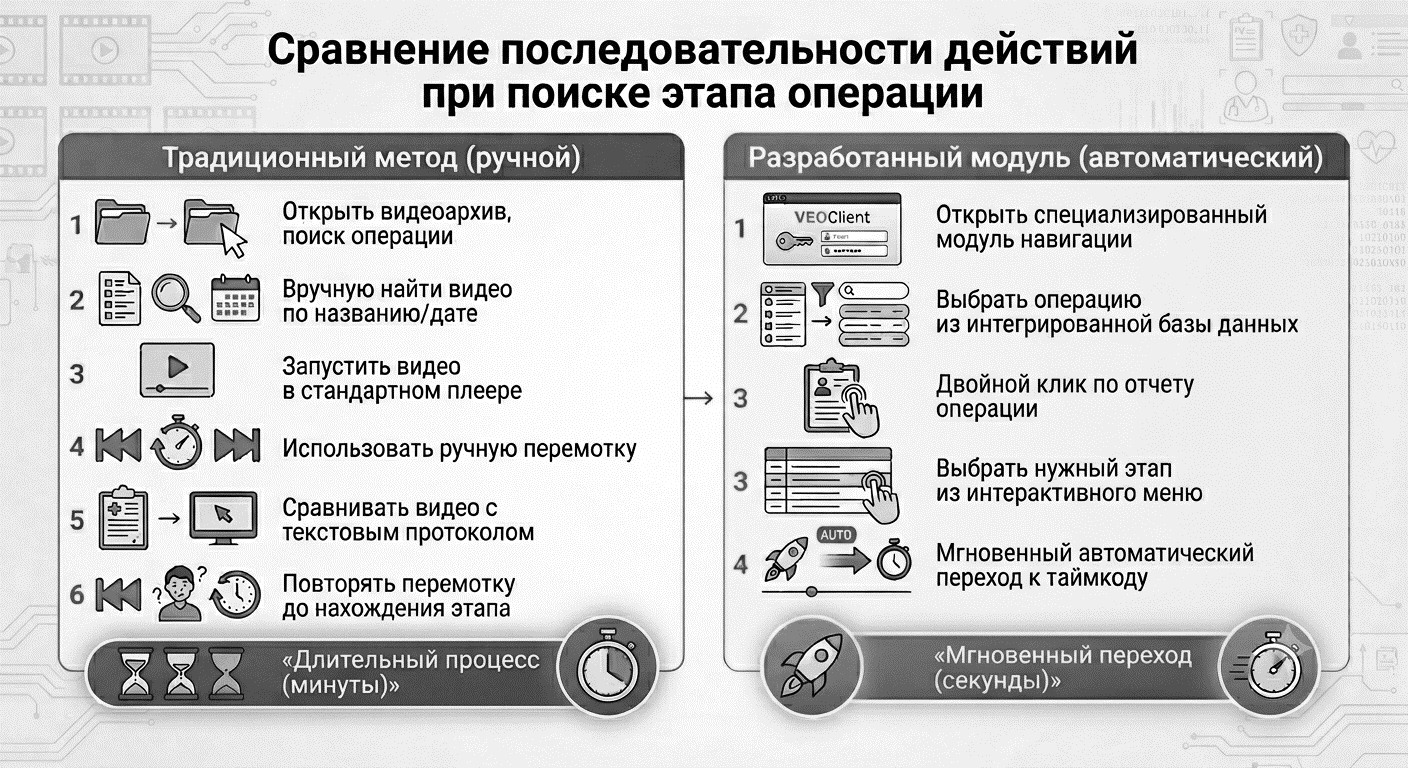 Сравнение последовательности действий
при поиске этапа операции
Традиционный метод (ручной)
1
Открыть видеоархив,
поиск операции
2
Вручную найти видео
по названию/дате
3
Запустить видео
в стандартном плеере
4
Использовать ручную перемотку
5
Сравнивать видео с
текстовым протоколом
6
? ?
Повторять перемотку
до нахождения этапа
«Длительный процесс
(минуты)»
Разработанный модуль (автоматический)
1
VEOClient
Открыть специализированный
модуль навигации
2
Выбрать операцию
из интегрированной базы данных
3
Двойной клик по отчету
операции
3
Выбрать нужный этап
из интерактивного меню
4
AUTO
Мгновенный автоматический
переход к таймкоду
«Мгновенный переход
(секунды)»